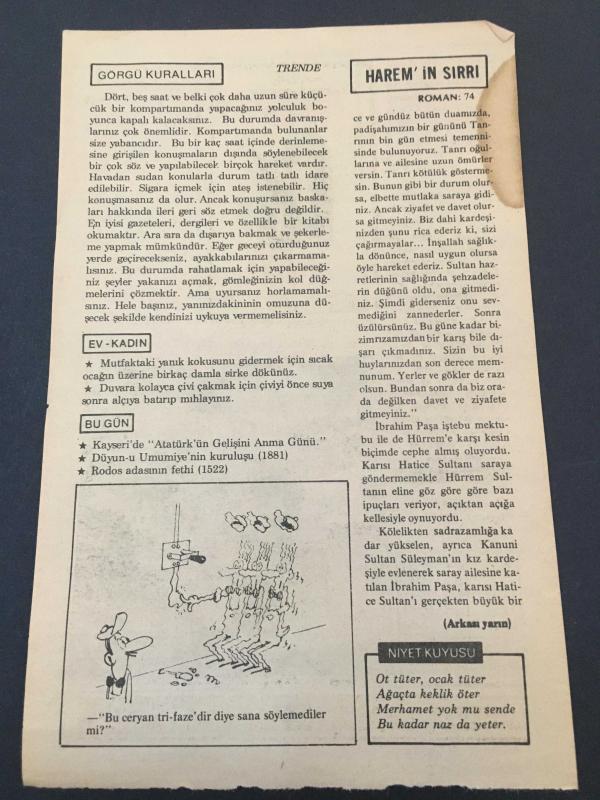 GÖRGÜ KURALLARI
TRENDE
Dört, beş saat ve belki çok daha uzun süre küçü-
cük bir kompartımanda yapacağınız yolculuk bo-
yunca kapalı kalacaksınız. Bu durumda davranış-
larınız çok önemlidir. Kompartımanda bulunanlar
size yabancıdır. Bu bir kaç saat içinde derinleme-
sine girişilen konuşmaların dışında söylenebilecek
bir çok söz ve yapılabilecek birçok hareket vardır.
Havadan sudan konularla durum tatlı tatlı idare
edilebilir. Sigara içmek için ateş istenebilir. Hiç
konuşmasanız da olur. Ancak konuşursanız baska-
ları hakkında ileri geri söz etmek doğru değildir.
En iyisi gazeteleri, dergileri ve özellikle bir kitabı
okumaktır. Ara sıra da dışarıya bakmak ve şekerle-
me yapmak mümkündür. Eğer geceyi oturduğunuz
yerde geçirecekseniz, ayakkabılarınızı çıkarmama-
lısınız. Bu durumda rahatlamak için yapabileceği-
niz şeyler yakanızı açmak, gömleğinizin kol düğ-
melerini çözmektir. Ama uyursanız horlamamalı-
sınız. Hele başınız, yanınızdakininin omuzuna dü-
şecek şekilde kendinizi uykuya vermemelisiniz.
EV - KADIN
★ Mutfaktaki yanık kokusunu gidermek için sıcak
ocağın üzerine birkaç damla sirke dökünüz.
★ Duvara kolayca çivi çakmak için çiviyi önce suya
sonra alçıya batırıp mıhlayınız.
BU GÜN
★ Kayseri'de "Atatürk'ün Gelişini Anma Günü."
★ Düyun-u Umumiye'nin kuruluşu (1881)
★ Rodos adasının fethi (1522)
—"Bu ceryan tri-faze'dir diye sana söylemediler
mi?"
HAREM' İN SIRRI
ROMAN: 74
ce ve gündüz bütün duamızda,
padişahımızın bir gününü Tan-
rının bin gün etmesi temenni-
sinde bulunuyoruz. Tanrı oğul-
larına ve ailesine uzun ömürler
versin. Tanrı kötülük gösterme-
sin. Bunun gibi bir durum olur-
sa, elbette mutlaka saraya gidi-
niz. Ancak ziyafet ve davet olur-
sa gitmeyiniz. Biz dahi kardeşi-
nizden şunu rica ederiz ki, sizi
çağırmayalar... İnşallah sağlık-
la dönünce, nasıl uygun olursa
öyle hareket ederiz. Sultan haz-
retlerinin sağlığında şehzadele-
rin düğünü oldu, ona gitmedi-
niz. Şimdi giderseniz onu sev-
mediğini zannederler. Sonra
üzülürsünüz. Bu güne kadar bi-
zim rızamızdan bir karış bile dı-
şarı çıkmadınız. Sizin bu iyi
huylarınızdan son derece mem-
nunum. Yerler ve gökler de razı
olsun. Bundan sonra da biz ora-
da değilken davet ve ziyafete
gitmeyiniz."
İbrahim Paşa iştebu mektu-
bu ile de Hürrem'e karşı kesin
biçimde cephe almış oluyordu.
Karısı Hatice Sultanı saraya
göndermemekle Hürrem Sul-
tanın eline göz göre göre bazı
ipuçları veriyor, açıktan açığa
kellesiyle oynuyordu.
Kölelikten sadrazamlığa ka
dar yükselen, ayrıca Kanuni
Sultan Süleyman'ın kız karde-
şiyle evlenerek saray ailesine ka-
tılan İbrahim Paşa, karısı Hati-
ce Sultan'ı gerçekten büyük bir
(Arkası yarın)
NİYET KUYUSU
Ot tüter, ocak tüter
Ağaçta keklik öter
Merhamet yok mu sende
Bu kadar naz da yeter.